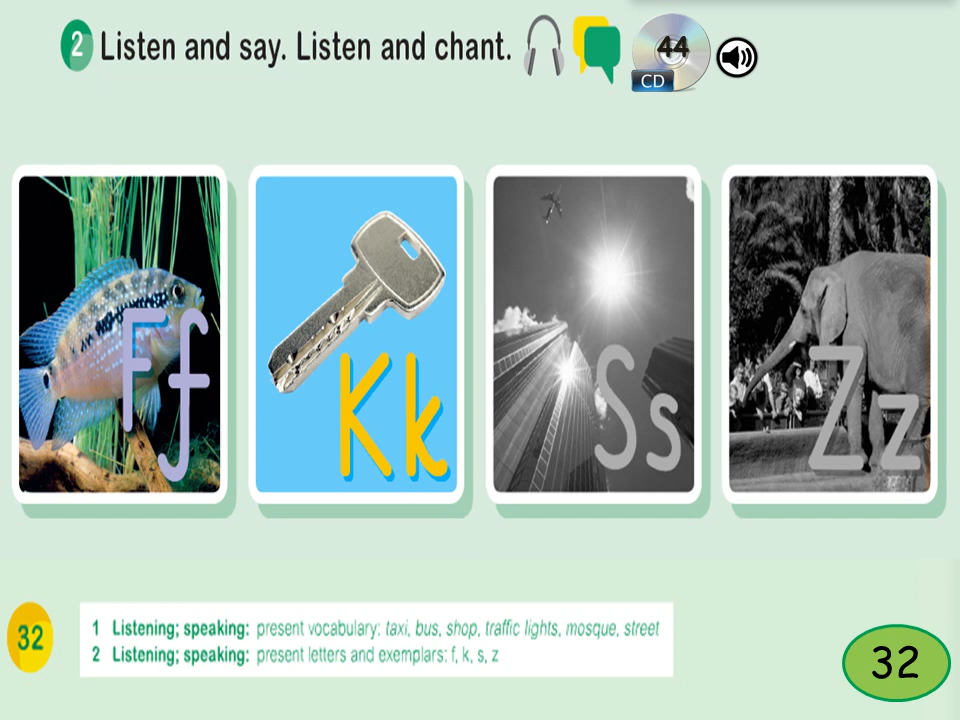 2 Listen and say. Listen and chant.
44
CD
Ff
Kk
Ss
Zz
32
1 Listening; speaking: present vocabulary: taxi, bus, shop, traffic lights, mosque, street
2 Listening; speaking: present letters and exemplars: f, k, s, z
32